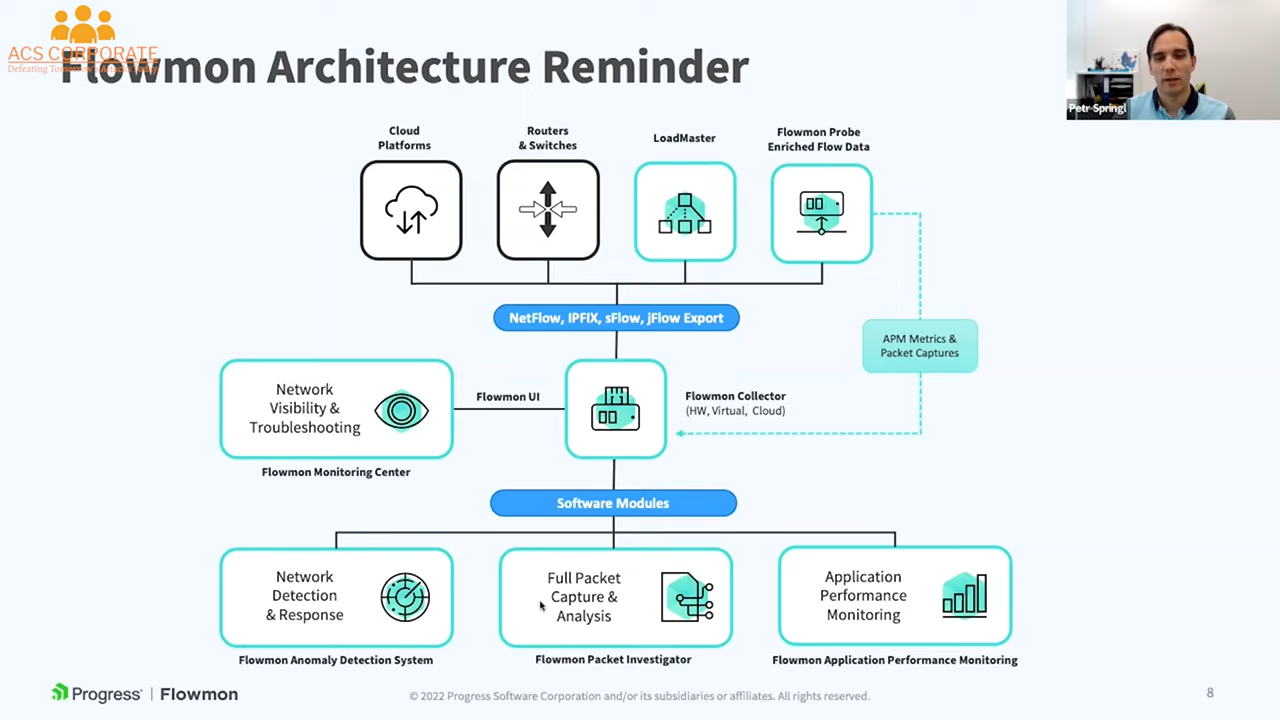 ACS CORPORATE
Flowmon Architecture Reminder
Petr Springl
Cloud
Platforms
Routers
& Switches
LoadMaster
Flowmon Probe
Enriched Flow Data
NetFlow, IPFIX, sFlow, jFlow Export
APM Metrics &
Packet Captures
Network
Visibility &
Troubleshooting
Flowmon UI
Flowmon Collector
(HW, Virtual, Cloud)
Flowmon Monitoring Center
Software Modules
Network
Detection
& Response
Full Packet
Capture &
Analysis
Application
Performance
Monitoring
Flowmon Anomaly Detection System
Flowmon Packet Investigator
Flowmon Application Performance Monitoring
Progress | Flowmon
© 2022 Progress Software Corporation and/or its subsidiaries or affiliates. All rights reserved.
8